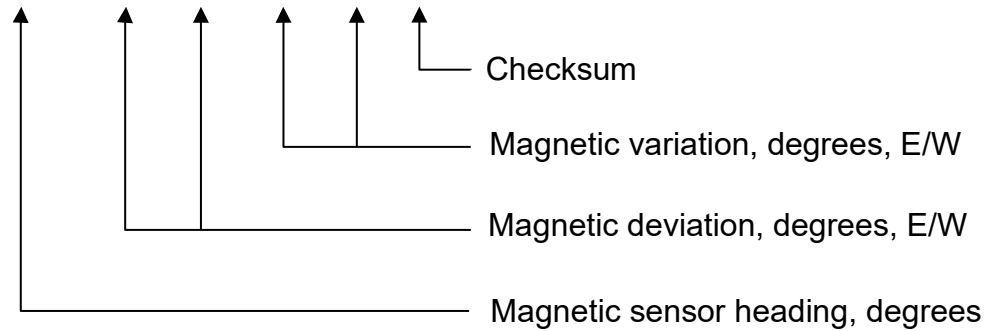 Checksum
Magnetic variation, degrees, E/W
Magnetic deviation, degrees, E/W
Magnetic sensor heading, degrees